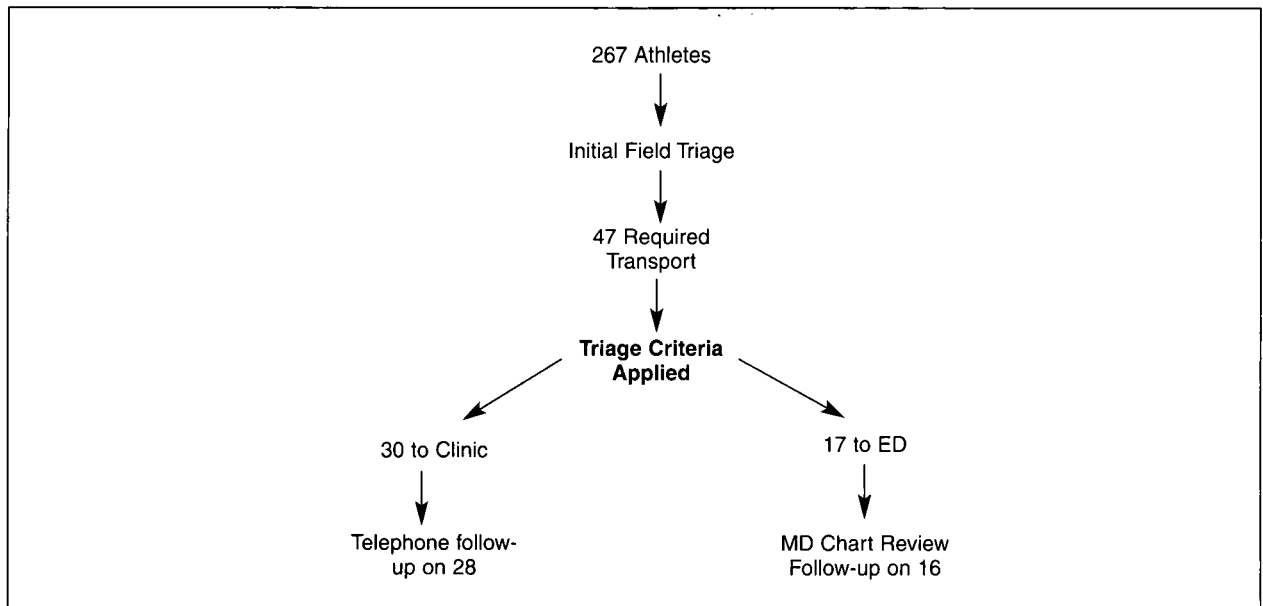 267 Athletes
Initial Field Triage
47 Required
Transport
Triage Criteria
Applied
30 to Clinic
17 to ED
Telephone follow-
up on 28
MD Chart Review
Follow-up on 16